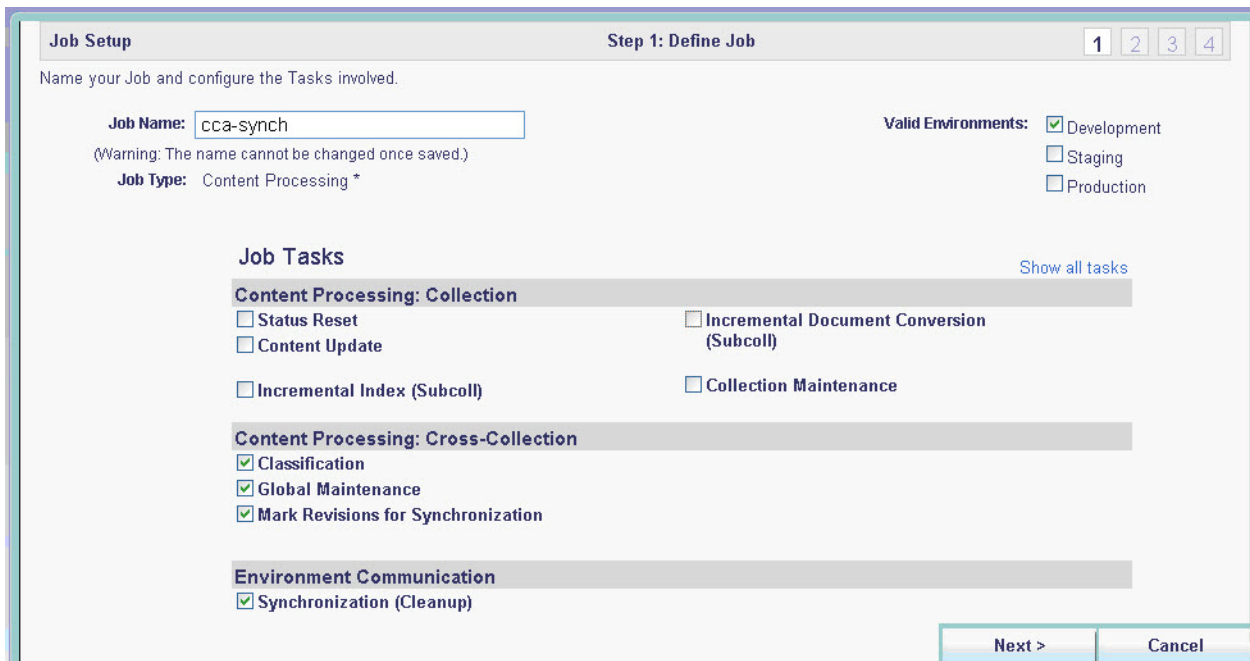 Job Setup Step 1: Define Job 1 2 3 4
Name your Job and configure the Tasks involved.
Job Name: cca-synch Valid Environments: Development
(Warning: The name cannot be changed once saved.) Staging
Job Type: Content Processing * Production
Job Tasks Show all tasks
Content Processing: Collection
Status Reset Incremental Document Conversion
Content Update (Subcoll)
Incremental Index (Subcoll) Collection Maintenance
Content Processing: Cross-Collection
Classification
Global Maintenance
Mark Revisions for Synchronization
Environment Communication
Synchronization (Cleanup)
Next > Cancel